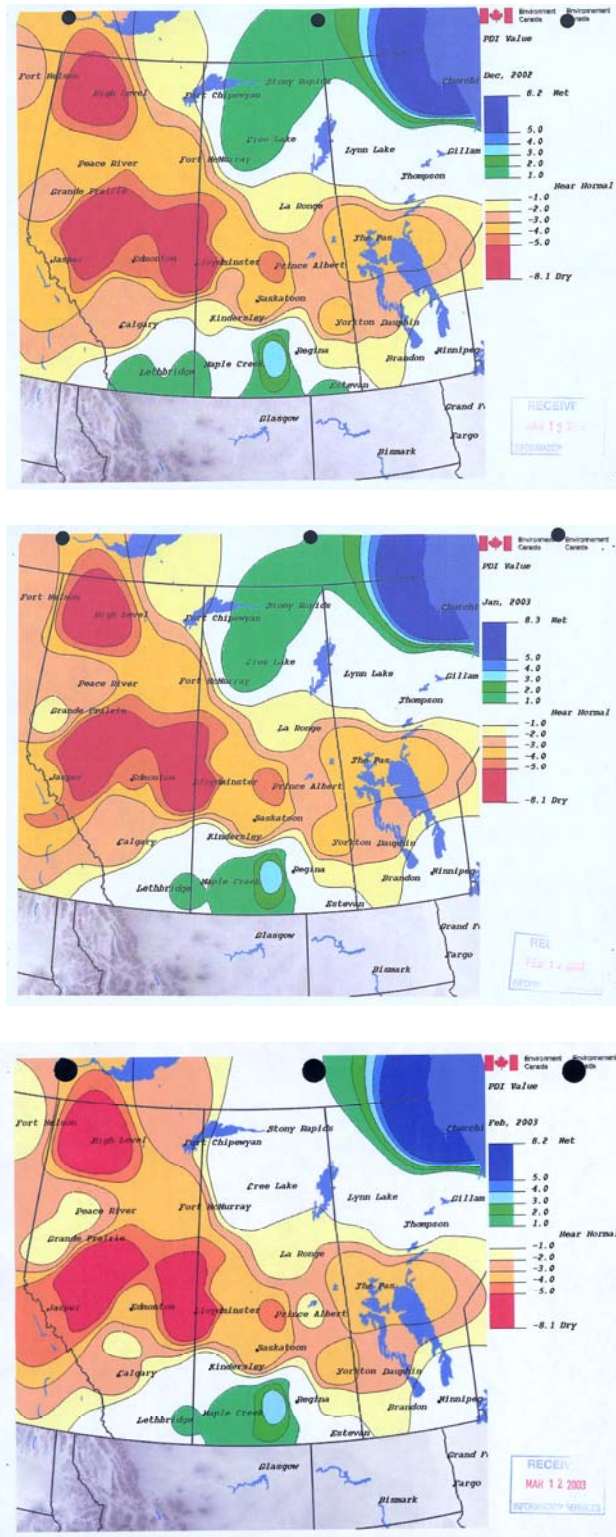 Environment Canada Environnement Canada
PDI Value
Dec, 2002
8.2 Wet
5.0
4.0
3.0
2.0
1.0
Near Normal
-1.0
-2.0
-3.0
-4.0
-5.0
-8.1 Dry
Fort Nelson
High Level
Fort Chipewyan
Stony Rapids
Churchi
Cree Lake
Peace River
Fort McMurray
Lynn Lake
Gillam
Thompson
Grande Prairie
La Ronge
The Pas
Jasper
Edmonton
Lloydminster
Prince Albert
Saskatoon
Calgary
Kindersley
Yorkton
Dauphin
Lethbridge
Maple Creek
Regina
Brandon
Winnipeg
Estevan
Glasgow
Grand F
Fargo
Bismark
RECEIVE
INFORMATION
Environment Canada Environnement Canada
PDI Value
Jan, 2003
8.3 Wet
5.0
4.0
3.0
2.0
1.0
Near Normal
-1.0
-2.0
-3.0
-4.0
-5.0
-8.1 Dry
Fort Nelson
High Level
Fort Chipewyan
Stony Rapids
Churchi
Cree Lake
Peace River
Fort McMurray
Lynn Lake
Gillam
Thompson
Grande Prairie
La Ronge
The Pas
Jasper
Edmonton
Lloydminster
Prince Albert
Saskatoon
Calgary
Kindersley
Yorkton
Dauphin
Lethbridge
Maple Creek
Regina
Brandon
Winnipeg
Estevan
Glasgow
Grand F
Fargo
Bismark
REC
Environment Canada Environnement Canada
PDI Value
Feb, 2003
8.2 Wet
5.0
4.0
3.0
2.0
1.0
Near Normal
-1.0
-2.0
-3.0
-4.0
-5.0
-8.1 Dry
Fort Nelson
High Level
Fort Chipewyan
Stony Rapids
Churchi
Cree Lake
Peace River
Fort McMurray
Lynn Lake
Gillam
Thompson
Grande Prairie
La Ronge
The Pas
Jasper
Edmonton
Lloydminster
Prince Albert
Saskatoon
Calgary
Kindersley
Yorkton
Dauphin
Lethbridge
Maple Creek
Regina
Brandon
Winnipeg
Estevan
Glasgow
Grand F
Fargo
Bismark
RECEIV
MAR 12 2003
INFORMATION SERVICES